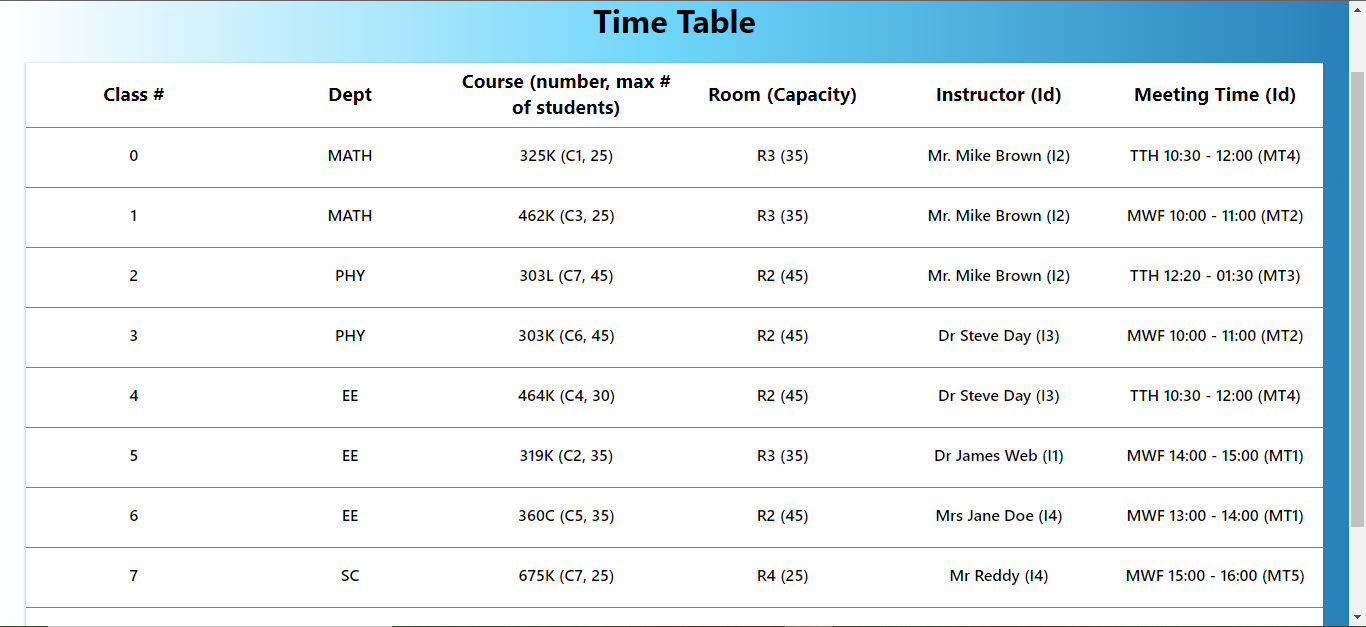 Time Table
Class # Dept Course (number, max # of students) Room (Capacity) Instructor (Id) Meeting Time (Id)
0 MATH 325K (C1, 25) R3 (35) Mr. Mike Brown (I2) TTH 10:30 - 12:00 (MT4)
1 MATH 462K (C3, 25) R3 (35) Mr. Mike Brown (I2) MWF 10:00 - 11:00 (MT2)
2 PHY 303L (C7, 45) R2 (45) Mr. Mike Brown (I2) TTH 12:20 - 01:30 (MT3)
3 PHY 303K (C6, 45) R2 (45) Dr Steve Day (I3) MWF 10:00 - 11:00 (MT2)
4 EE 464K (C4, 30) R2 (45) Dr Steve Day (I3) TTH 10:30 - 12:00 (MT4)
5 EE 319K (C2, 35) R3 (35) Dr James Web (I1) MWF 14:00 - 15:00 (MT1)
6 EE 360C (C5, 35) R2 (45) Mrs Jane Doe (I4) MWF 13:00 - 14:00 (MT1)
7 SC 675K (C7, 25) R4 (25) Mr Reddy (I4) MWF 15:00 - 16:00 (MT5)